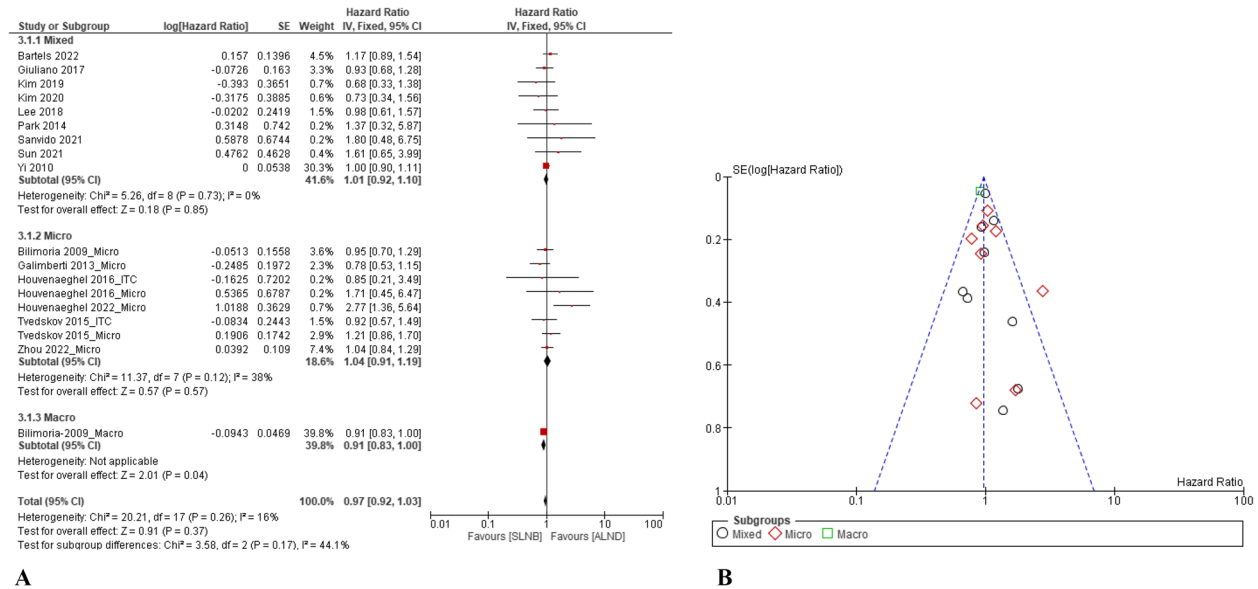 Hazard Ratio Hazard Ratio
Study or Subgroup log[Hazard Ratio] SE Weight IV, Fixed, 95% CI IV, Fixed, 95% CI
3.1.1 Mixed
Bartels 2022 0.157 0.1396 4.5% 1.17 [0.89, 1.54]
Giuliano 2017 -0.0726 0.163 3.3% 0.93 [0.68, 1.28]
Kim 2019 -0.393 0.3651 0.7% 0.68 [0.33, 1.38]
Kim 2020 -0.3175 0.3885 0.6% 0.73 [0.34, 1.56]
Lee 2018 -0.0202 0.2419 1.5% 0.98 [0.61, 1.57]
Park 2014 0.3148 0.742 0.2% 1.37 [0.32, 5.87]
Sanvido 2021 0.5878 0.6744 0.2% 1.80 [0.48, 6.75]
Sun 2021 0.4762 0.4628 0.4% 1.61 [0.65, 3.99]
Yi 2010 0 0.0538 30.3% 1.00 [0.90, 1.11]
Subtotal (95% CI) 41.6% 1.01 [0.92, 1.10]
Heterogeneity: Chi² = 5.26, df = 8 (P = 0.73); I² = 0%
Test for overall effect: Z = 0.18 (P = 0.85)
3.1.2 Micro
Bilimoria 2009_Micro -0.0513 0.1558 3.6% 0.95 [0.70, 1.29]
Galimberti 2013_Micro -0.2485 0.1972 2.3% 0.78 [0.53, 1.15]
Houvenaeghel 2016_ITC -0.1625 0.7202 0.2% 0.85 [0.21, 3.49]
Houvenaeghel 2016_Micro 0.5365 0.6787 0.2% 1.71 [0.45, 6.47]
Houvenaeghel 2022_Micro 1.0188 0.3629 0.7% 2.77 [1.36, 5.64]
Tvedskov 2015_ITC -0.0834 0.2443 1.5% 0.92 [0.57, 1.49]
Tvedskov 2015_Micro 0.1906 0.1742 2.9% 1.21 [0.86, 1.70]
Zhou 2022_Micro 0.0392 0.109 7.4% 1.04 [0.84, 1.29]
Subtotal (95% CI) 18.6% 1.04 [0.91, 1.19]
Heterogeneity: Chi² = 11.37, df = 7 (P = 0.12); I² = 38%
Test for overall effect: Z = 0.57 (P = 0.57)
3.1.3 Macro
Bilimoria-2009_Macro -0.0943 0.0469 39.8% 0.91 [0.83, 1.00]
Subtotal (95% CI) 39.8% 0.91 [0.83, 1.00]
Heterogeneity: Not applicable
Test for overall effect: Z = 2.01 (P = 0.04)
Total (95% CI) 100.0% 0.97 [0.92, 1.03]
Heterogeneity: Chi² = 20.21, df = 17 (P = 0.26); I² = 16%
Test for overall effect: Z = 0.91 (P = 0.37)
Test for subgroup differences: Chi² = 3.58, df = 2 (P = 0.17), I² = 44.1%
0.01 0.1 1 10 100
Favours [SLNB] Favours [ALND]
A
SE(log[Hazard Ratio])
0
0.2
0.4
0.6
0.8
1
Hazard Ratio
0.01 0.1 1 10 100
Subgroups
Mixed Micro Macro
B